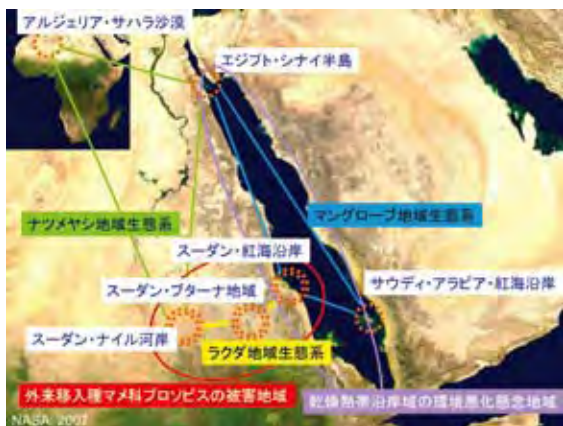 アルジェリア・サハラ沙漠
エジプト・シナイ半島
ナツメヤシ地域生態系
マングローブ地域生態系
スーダン・紅海沿岸
スーダン・ブターナ地域
サウディ・アラビア・紅海沿岸
スーダン・ナイル河岸
ラクダ地域生態系
外来移入種マメ科プロソピスの被害地域
乾燥熱帯沿岸域の環境悪化懸念地域
NASA, 2007